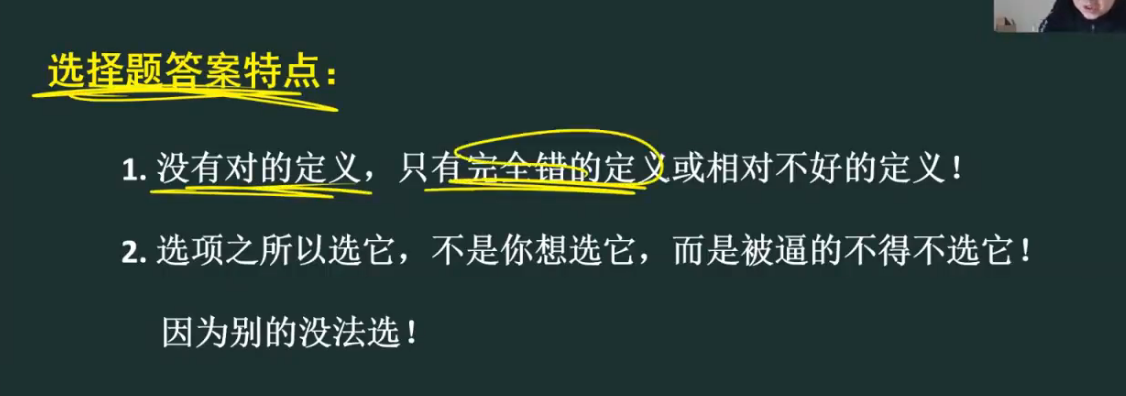 选择题答案特点：
1. 没有对的定义，只有完全错的定义或相对不好的定义！
2. 选项之所以选它，不是你想选它，而是被逼的不得不选它！
因为别的没法选！